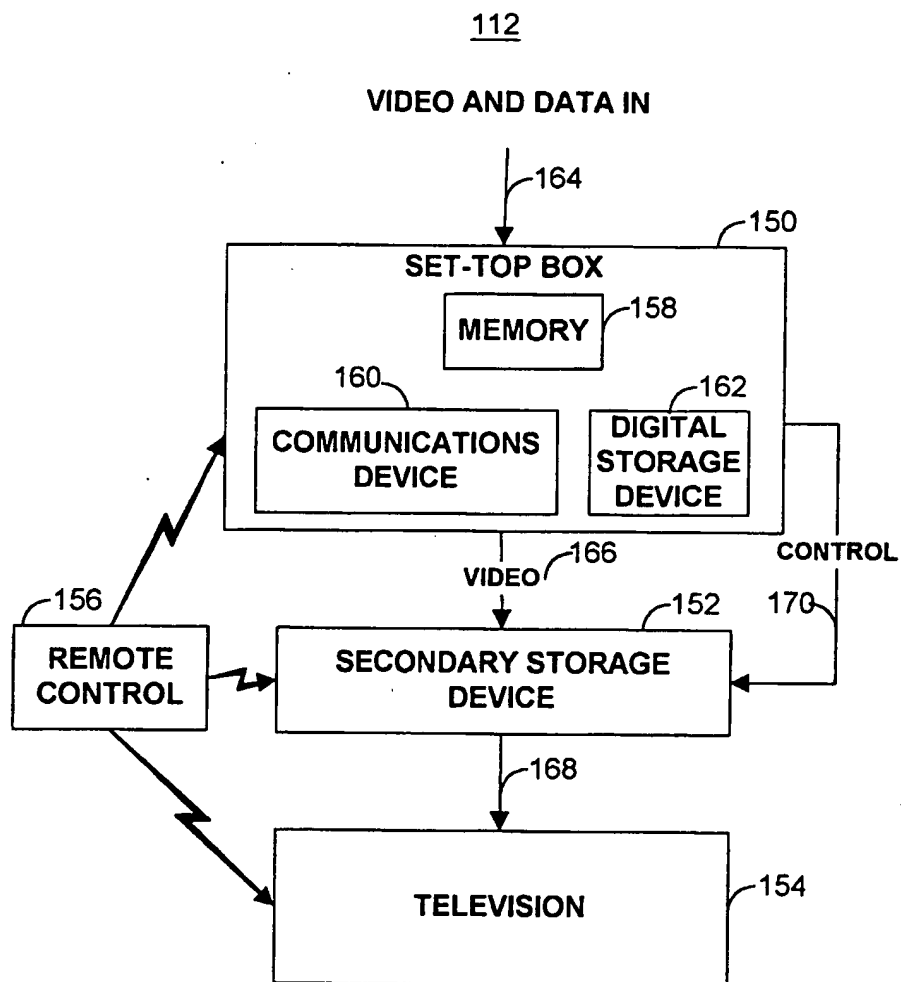 112
VIDEO AND DATA IN
164
150
SET-TOP BOX
MEMORY
158
160
162
COMMUNICATIONS
DEVICE
DIGITAL
STORAGE
DEVICE
VIDEO
166
CONTROL
156
152
170
REMOTE
CONTROL
SECONDARY STORAGE
DEVICE
168
TELEVISION
154